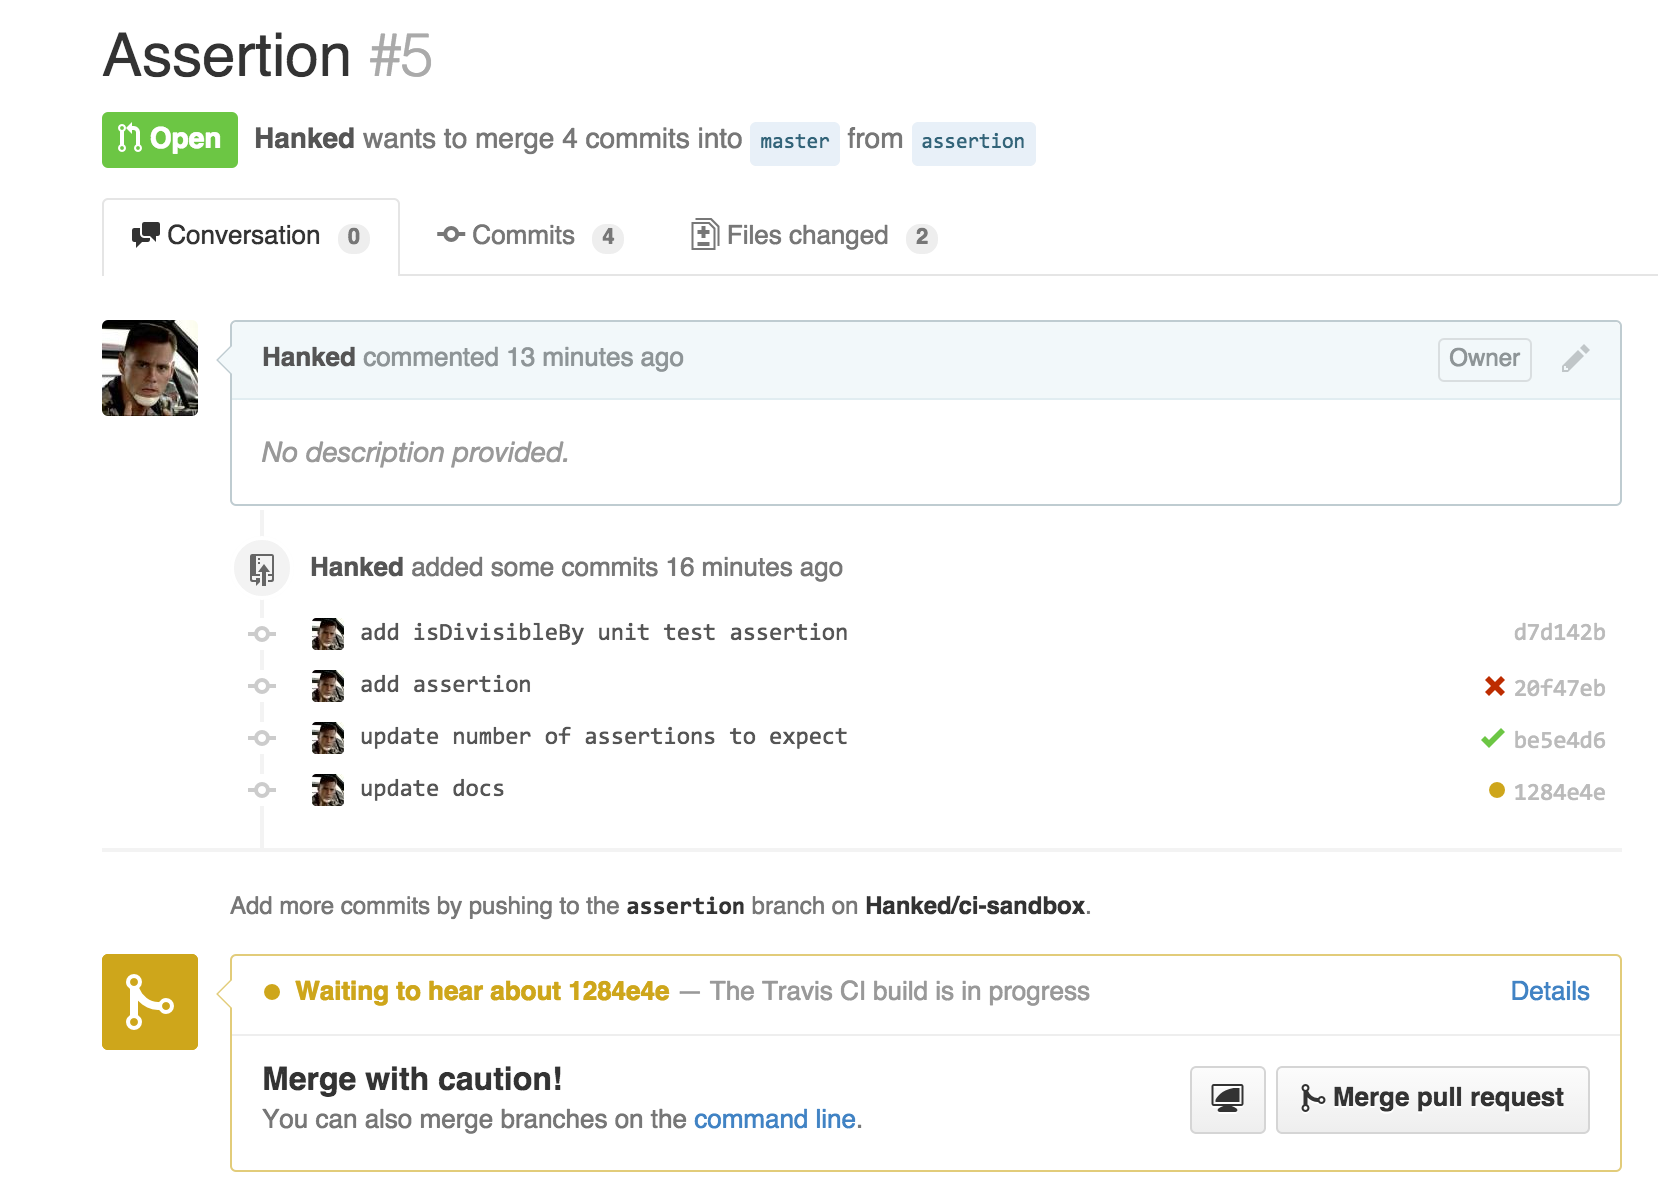 Assertion #5
Open Hanked wants to merge 4 commits into master from assertion
Conversation 0 Commits 4 Files changed 2
Hanked commented 13 minutes ago Owner
No description provided.
Hanked added some commits 16 minutes ago
add isDivisibleBy unit test assertion d7d142b
add assertion 20f47eb
update number of assertions to expect be5e4d6
update docs 1284e4e
Add more commits by pushing to the assertion branch on Hanked/ci-sandbox.
Waiting to hear about 1284e4e — The Travis CI build is in progress Details
Merge with caution!
You can also merge branches on the command line.
Merge pull request